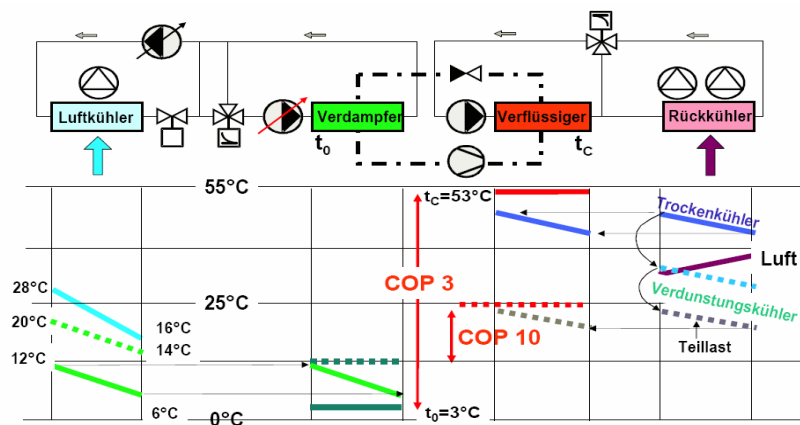 Luftkühler
Verdampfer
Verflüssiger
Rückkühler
t0
tC
55°C
tC=53°C
Trockenkühler
Luft
COP 3
28°C
25°C
Verdunstungskühler
20°C
16°C
14°C
COP 10
Teillast
12°C
6°C
0°C
t0=3°C